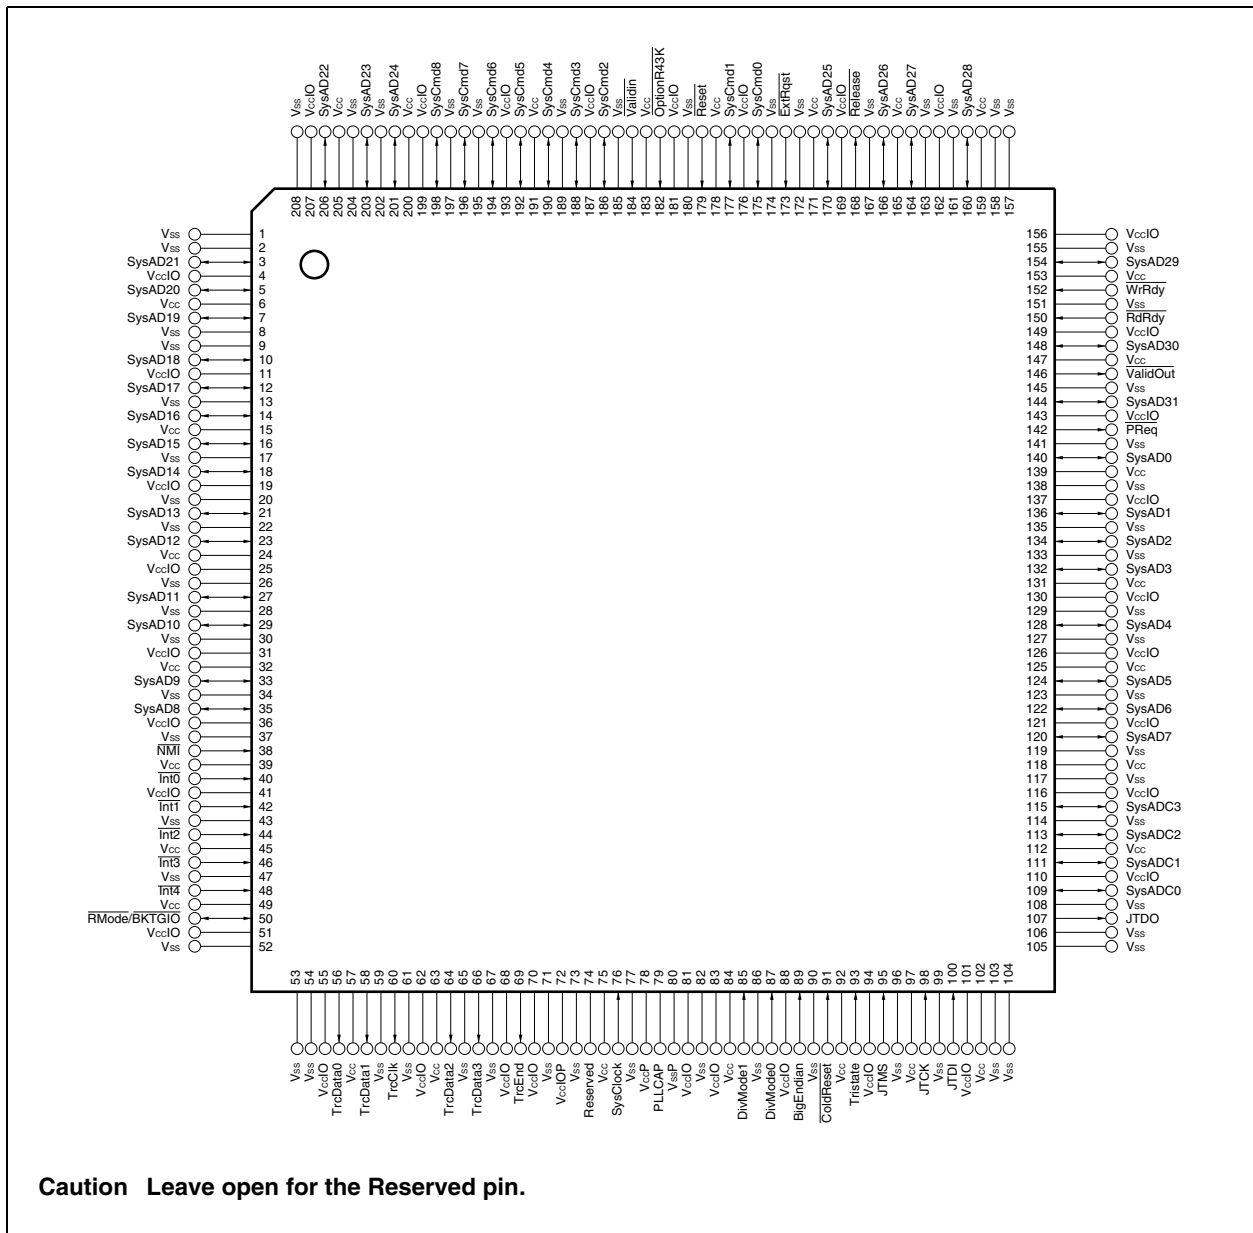 Vss 208
VccIO 207
SysAD22 206
Vcc 205
Vss 204
SysAD23 203
Vss 202
SysAD24 201
Vcc 200
VccIO 199
SysCmd8 198
Vss 197
SysCmd7 196
Vss 195
SysCmd6 194
VccIO 193
SysCmd5 192
Vcc 191
SysCmd4 190
Vss 189
SysCmd3 188
VccIO 187
SysCmd2 186
Vss 185
Validin 184
Vcc 183
OptionR43K 182
VccIO 181
Vss 180
Reset 179
Vcc 178
SysCmd1 177
VccIO 176
SysCmd0 175
Vss 174
ExtRqst 173
Vss 172
Vcc 171
SysAD25 170
VccIO 169
Release 168
Vss 167
SysAD26 166
Vcc 165
SysAD27 164
Vss 163
VccIO 162
Vss 161
SysAD28 160
Vcc 159
Vss 158
Vss 157
Vss 1 156 VccIO
Vss 2 155 Vss
SysAD21 3 154 SysAD29
VccIO 4 153 Vcc
SysAD20 5 152 WrRdy
Vcc 6 151 Vss
SysAD19 7 150 RdRdy
Vss 8 149 VccIO
Vss 9 148 SysAD30
SysAD18 10 147 Vcc
VccIO 11 146 ValidOut
SysAD17 12 145 Vss
Vss 13 144 SysAD31
SysAD16 14 143 VccIO
Vcc 15 142 PReq
SysAD15 16 141 Vss
Vss 17 140 SysAD0
SysAD14 18 139 Vcc
VccIO 19 138 Vss
Vss 20 137 VccIO
SysAD13 21 136 SysAD1
Vss 22 135 Vss
SysAD12 23 134 SysAD2
Vcc 24 133 Vss
VccIO 25 132 SysAD3
Vss 26 131 Vcc
SysAD11 27 130 VccIO
Vss 28 129 Vss
SysAD10 29 128 SysAD4
Vss 30 127 Vss
VccIO 31 126 VccIO
Vcc 32 125 Vcc
SysAD9 33 124 SysAD5
Vss 34 123 Vss
SysAD8 35 122 SysAD6
VccIO 36 121 VccIO
Vss 37 120 SysAD7
NMI 38 119 Vss
Vcc 39 118 Vcc
Int0 40 117 Vss
VccIO 41 116 VccIO
Int1 42 115 SysADC3
Vss 43 114 Vss
Int2 44 113 SysADC2
Vcc 45 112 Vcc
Int3 46 111 SysADC1
Vss 47 110 VccIO
Int4 48 109 SysADC0
Vcc 49 108 Vss
RMode/BKTGIO 50 107 JTDO
VccIO 51 106 Vss
Vss 52 105 Vss
53 Vss
54 Vss
55 VccIO
56 TrcData0
57 Vcc
58 TrcData1
59 Vss
60 TrcClk
61 Vss
62 VccIO
63 Vcc
64 TrcData2
65 Vss
66 TrcData3
67 Vss
68 VccIO
69 TrcEnd
70 VccIO
71 Vss
72 VccIOP
73 Vss
74 Reserved
75 Vcc
76 SysClock
77 Vss
78 VccP
79 PLLCAP
80 VssP
81 VccIO
82 Vss
83 VccIO
84 Vcc
85 DivMode1
86 Vss
87 DivMode0
88 VccIO
89 BigEndian
90 Vss
91 ColdReset
92 Vcc
93 Tristate
94 VccIO
95 JTMS
96 Vss
97 Vcc
98 JTCK
99 Vss
100 JTDI
101 VccIO
102 Vcc
103 Vss
104 Vss
Caution Leave open for the Reserved pin.